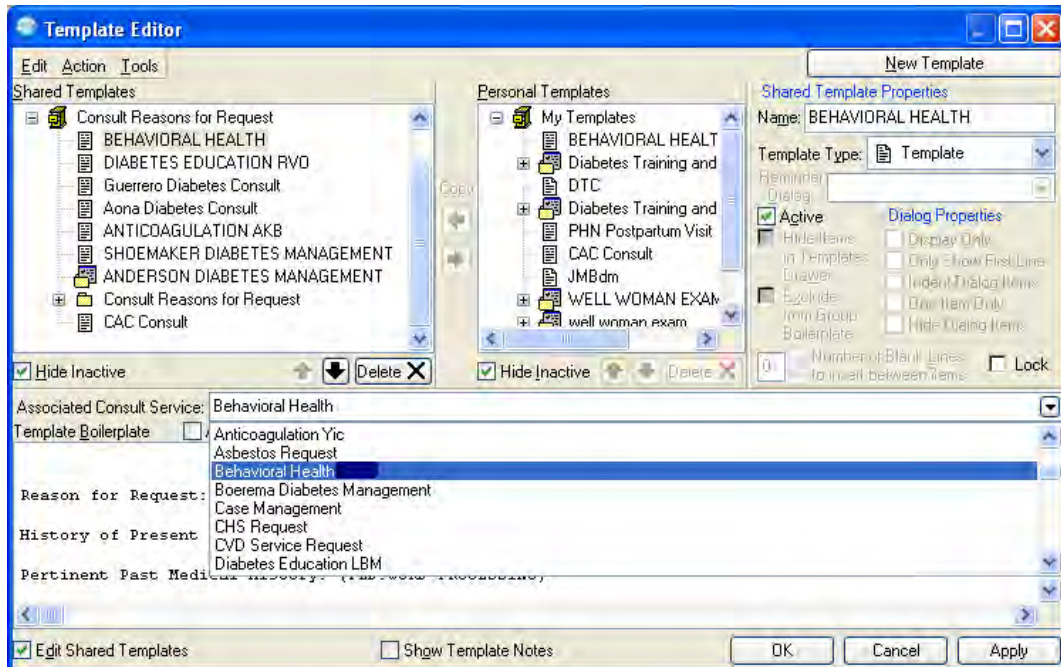 Template Editor
Edit Action Tools
New Template
Shared Templates
Consult Reasons for Request
BEHAVIORAL HEALTH
DIABETES EDUCATION RVO
Guerrero Diabetes Consult
Aona Diabetes Consult
ANTICOAGULATION AKB
SHOEMAKER DIABETES MANAGEMENT
ANDERSON DIABETES MANAGEMENT
Consult Reasons for Request
CAC Consult
Hide Inactive
Delete
Copy
Personal Templates
My Templates
BEHAVIORAL HEALT
Diabetes Training and
DTC
Diabetes Training and
PHN Postpartum Visit
CAC Consult
JMBdm
WELL WOMAN EXAM
well woman exam
Hide Inactive
Delete
Shared Template Properties
Name: BEHAVIORAL HEALTH
Template Type: Template
Reminder
Dialog:
Active
Hide Items
in Templates
Drawer
Exclude
from Group
Boilerplate
Dialog Properties
Display Only
Only Show First Line
Indent Dialog Items
One Item Only
Hide Dialog Items
0 Number of Blank Lines
to insert between items
Lock
Associated Consult Service: Behavioral Health
Template Boilerplate
Anticoagulation Yic
Asbestos Request
Behavioral Health
Boerema Diabetes Management
Case Management
CHS Request
CVD Service Request
Diabetes Education LBM
Reason for Request:
History of Present
Pertinent Past Medical History:
Edit Shared Templates
Show Template Notes
OK
Cancel
Apply